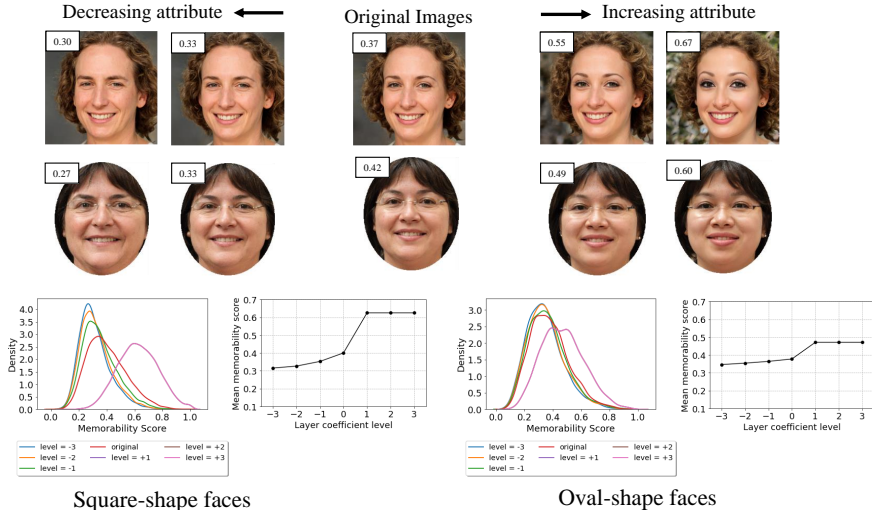 Decreasing attribute
Original Images
Increasing attribute
0.30
0.33
0.37
0.55
0.67
0.27
0.33
0.42
0.49
0.60
Density
4.0
3.5
3.0
2.5
2.0
1.5
1.0
0.5
0.0
0.0 0.2 0.4 0.6 0.8 1.0
Memorability Score
level = -3
level = -2
level = -1
original
level = +1
level = +2
level = +3
Mean memorability score
0.7
0.6
0.5
0.4
0.3
0.2
0.1
−3 −2 −1 0 1 2 3
Layer coefficient level
Square-shape faces
Density
3.0
2.5
2.0
1.5
1.0
0.5
0.0
0.0 0.2 0.4 0.6 0.8 1.0
Memorability Score
level = -3
level = -2
level = -1
original
level = +1
level = +2
level = +3
Mean memorability score
0.7
0.6
0.5
0.4
0.3
0.2
0.1
−3 −2 −1 0 1 2 3
Layer coefficient level
Oval-shape faces